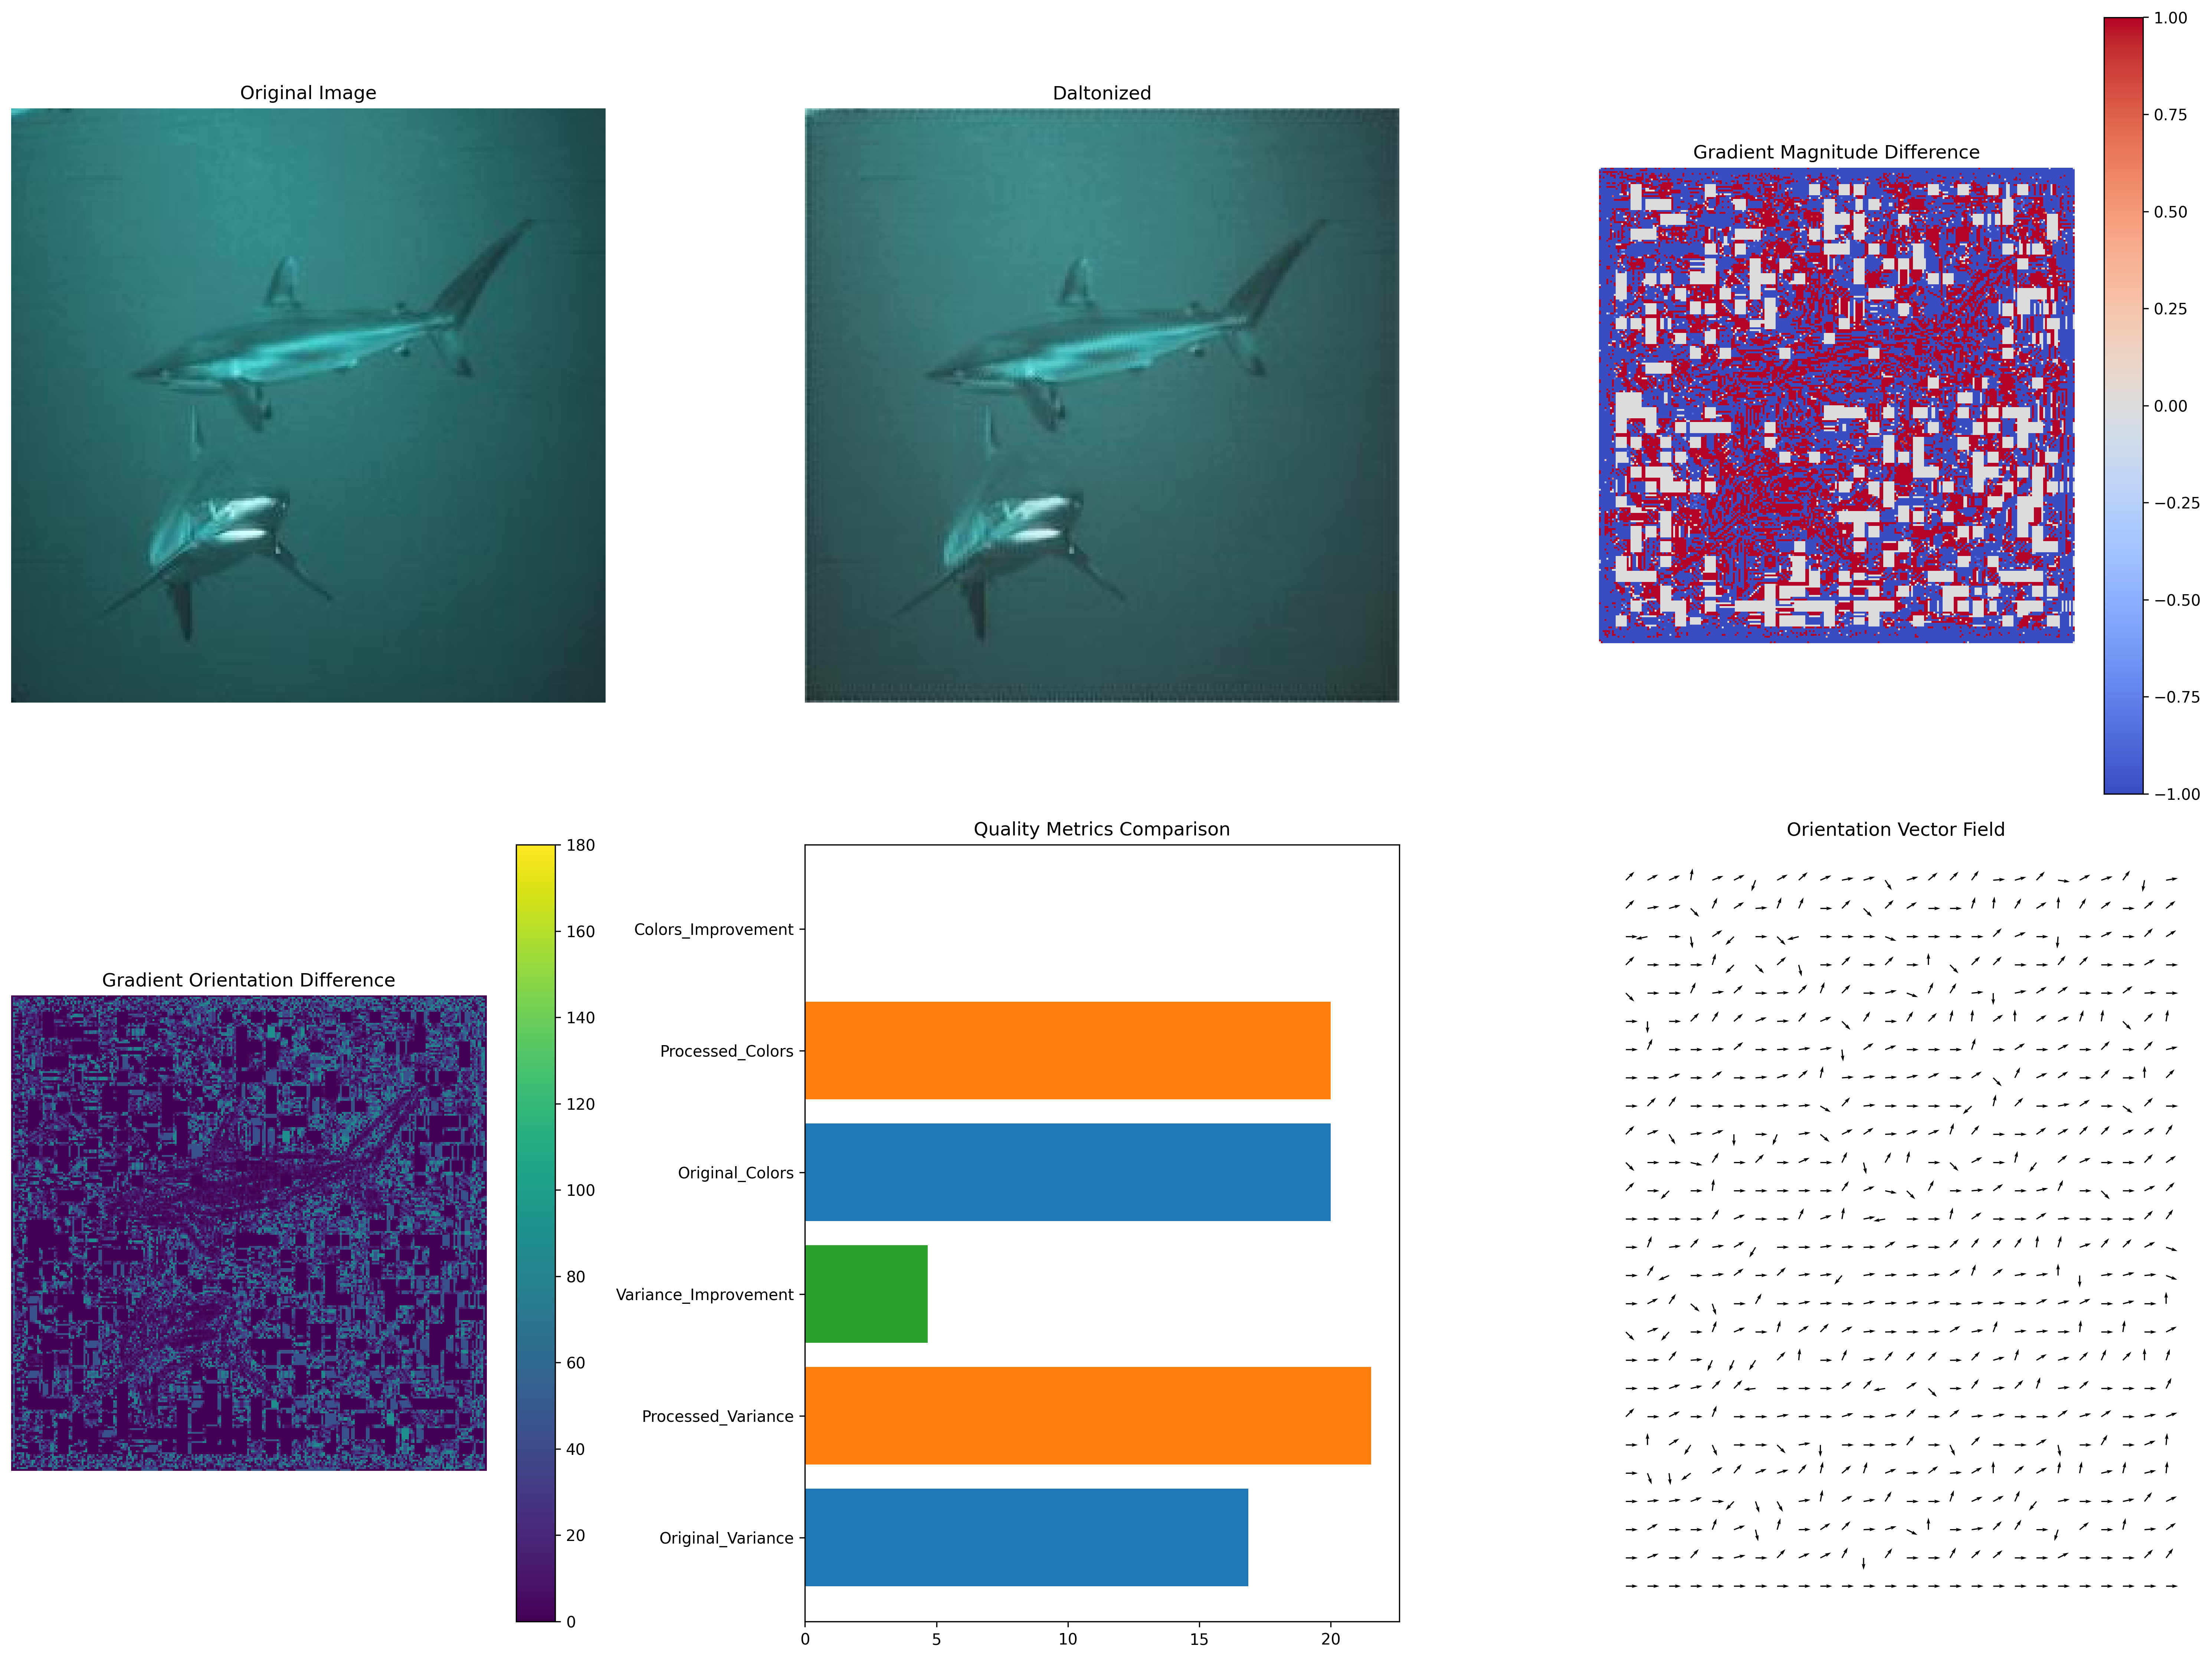 Original Image
Daltonized
Gradient Magnitude Difference
1.00
0.75
0.50
0.25
0.00
−0.25
−0.50
−0.75
−1.00
Gradient Orientation Difference
180
160
140
120
100
80
60
40
20
0
Quality Metrics Comparison
Colors_Improvement
Processed_Colors
Original_Colors
Variance_Improvement
Processed_Variance
Original_Variance
0 5 10 15 20
Orientation Vector Field